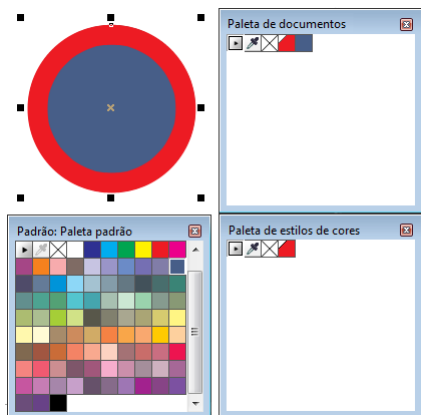 Paleta de documentos
Padrão: Paleta padrão
Paleta de estilos de cores